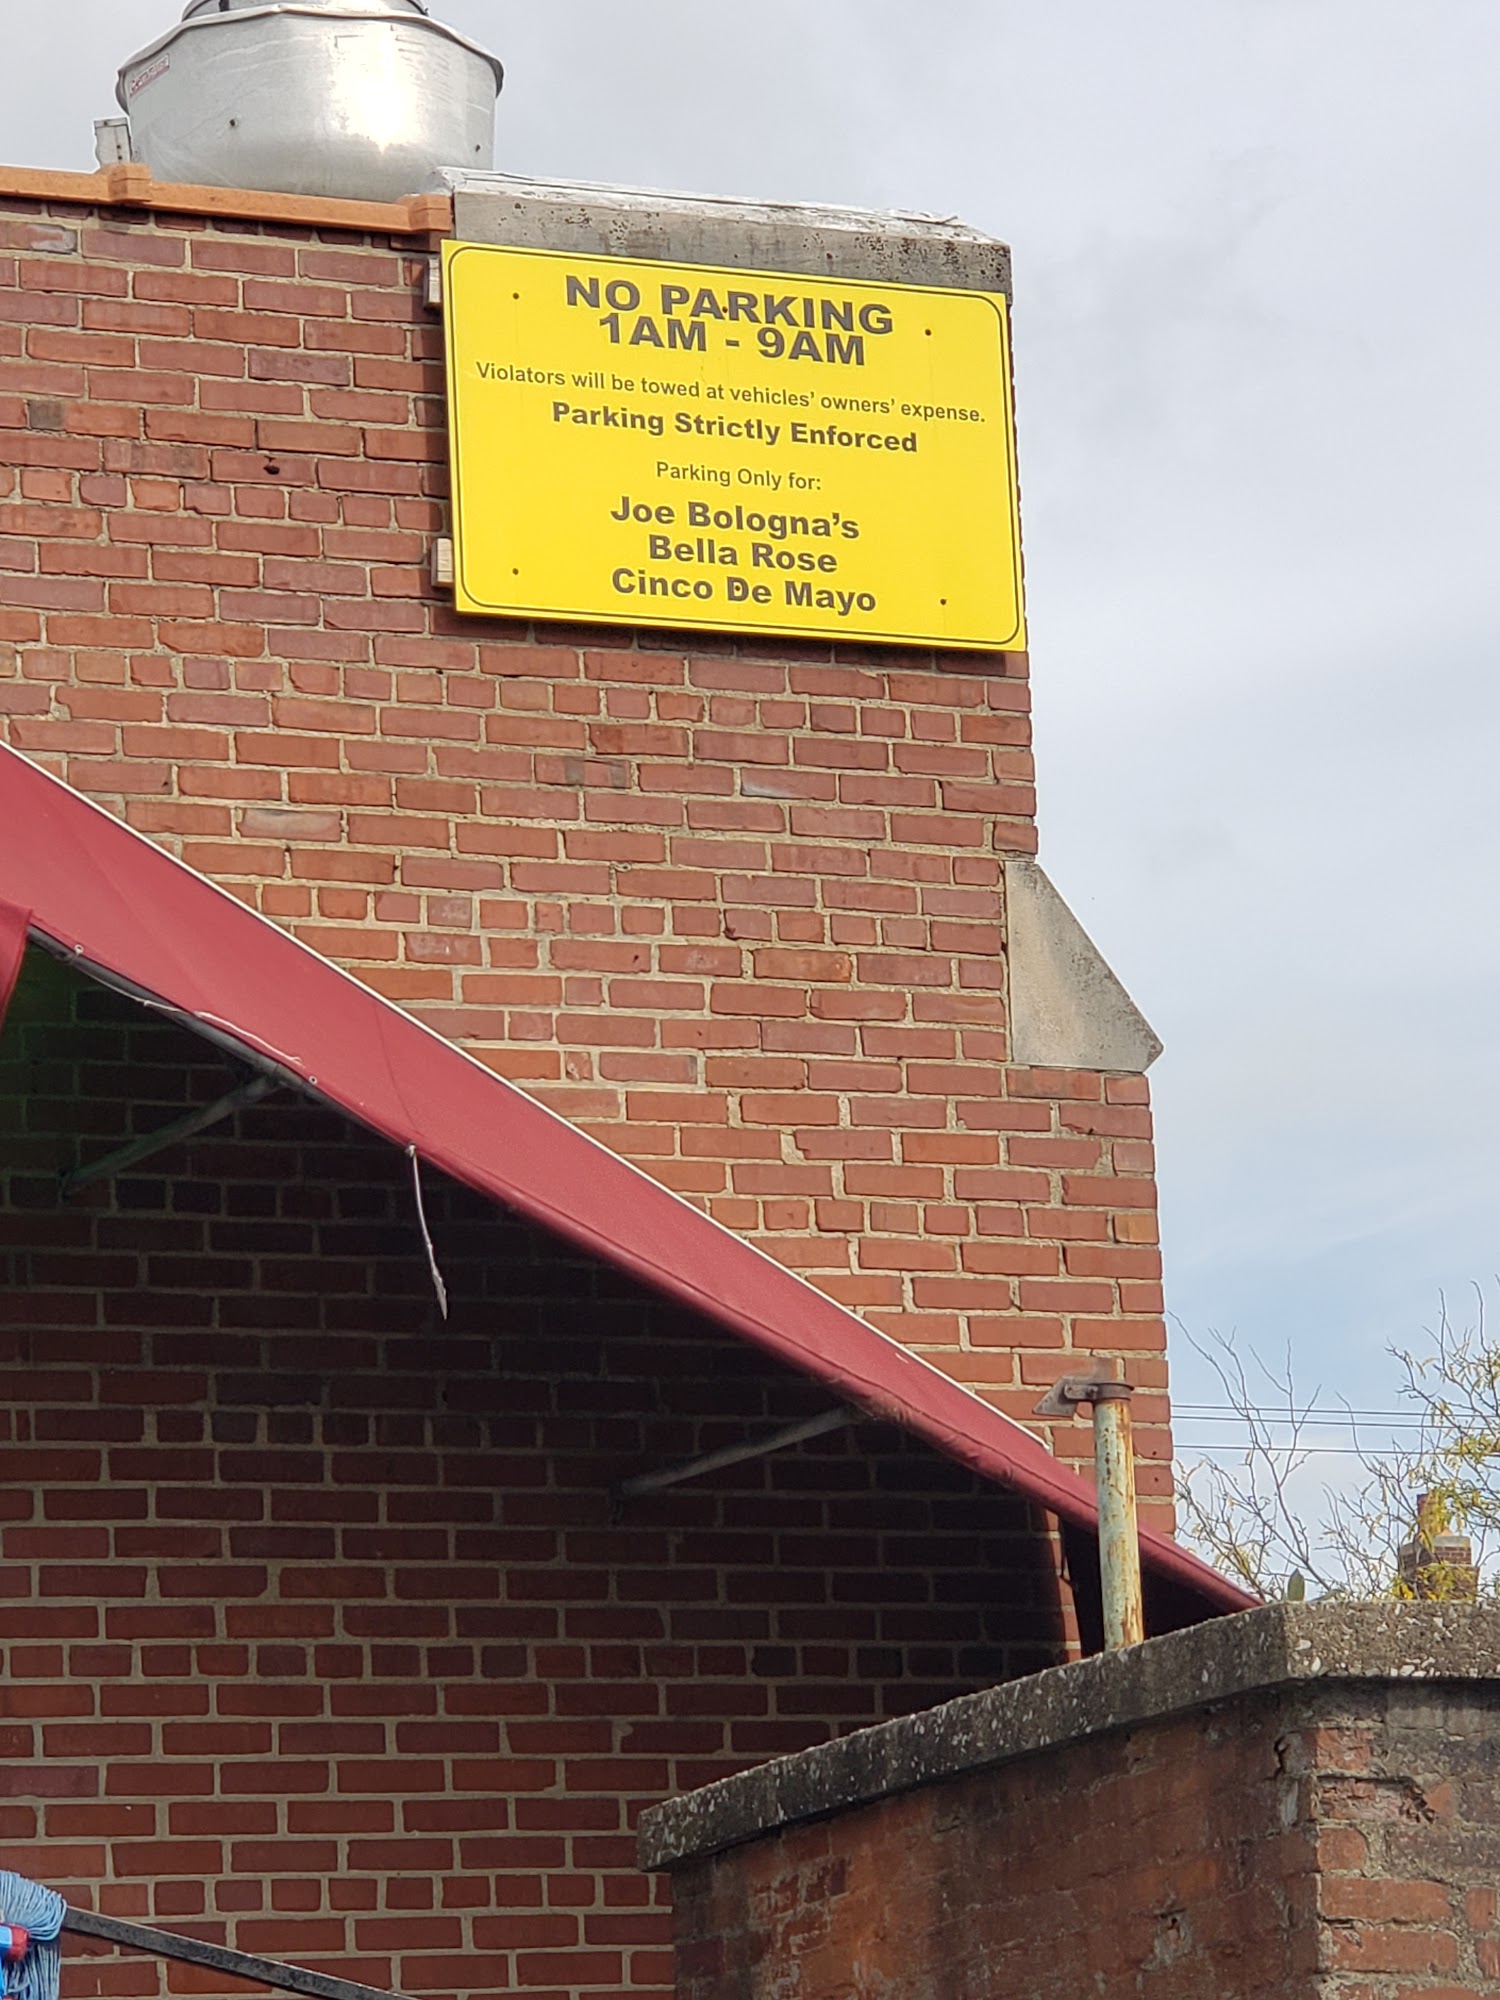 NO PARKING
1AM - 9AM
Violators will be towed at vehicles' owners' expense.
Parking Strictly Enforced
Parking Only for:
Joe Bologna's
Bella Rose
Cinco De Mayo